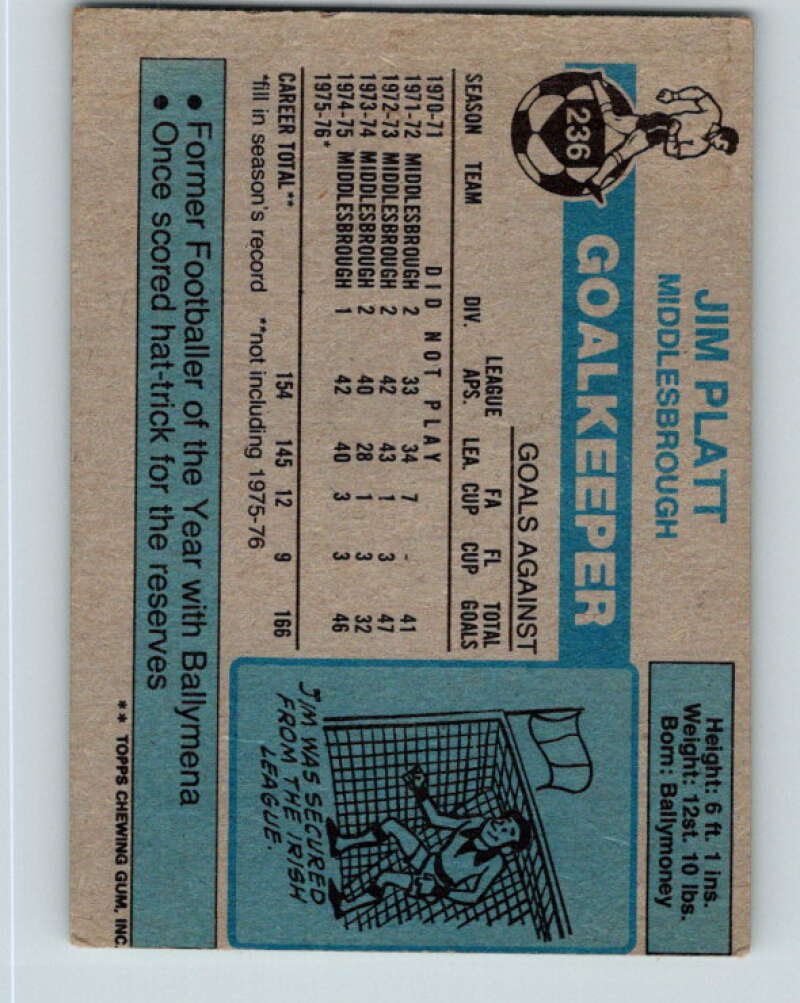 JIM PLATT
MIDDLESBROUGH
236 GOALKEEPER
Height: 6 ft. 1 ins.
Weight: 12st. 10 lbs.
Born: Ballymoney
GOALS AGAINST
LEAGUE FA FL TOTAL
SEASON TEAM DIV. APS. LEA. CUP CUP GOALS
1970-71 DID NOT PLAY
1971-72 MIDDLESBROUGH 2 33 34 7 - 41
1972-73 MIDDLESBROUGH 2 42 43 1 3 47
1973-74 MIDDLESBROUGH 2 40 28 1 3 32
1974-75 MIDDLESBROUGH 1 42 40 3 3 46
1975-76*
CAREER TOTAL** 154 145 12 9 166
*fill in season's record **not including 1975-76
JIM WAS SECURED
FROM THE IRISH
LEAGUE.
• Former Footballer of the Year with Ballymena
• Once scored hat-trick for the reserves
** TOPPS CHEWING GUM, INC.